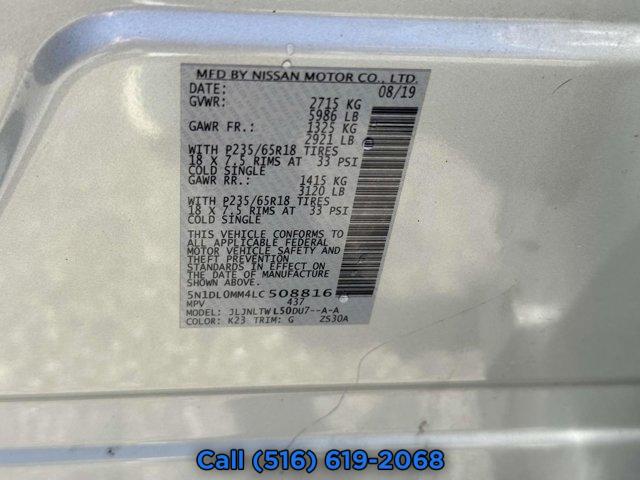 MFD BY NISSAN MOTOR CO., LTD.
DATE: 08/19
GVWR: 2715 KG
5986 LB
GAWR FR.: 1325 KG
2921 LB
WITH P235/65R18 TIRES
18 X 7.5 RIMS AT 33 PSI
COLD SINGLE
GAWR RR.: 1415 KG
3120 LB
WITH P235/65R18 TIRES
18 X 7.5 RIMS AT 33 PSI
COLD SINGLE
THIS VEHICLE CONFORMS TO
ALL APPLICABLE FEDERAL
MOTOR VEHICLE SAFETY AND
THEFT PREVENTION
STANDARDS IN EFFECT ON
THE DATE OF MANUFACTURE
SHOWN ABOVE.
5N1DL0MM4LC508816
MPV 437
MODEL: JLJNLTWL50DU7--A-A
COLOR: K23 TRIM: G ZS30A
Call (516) 619-2068